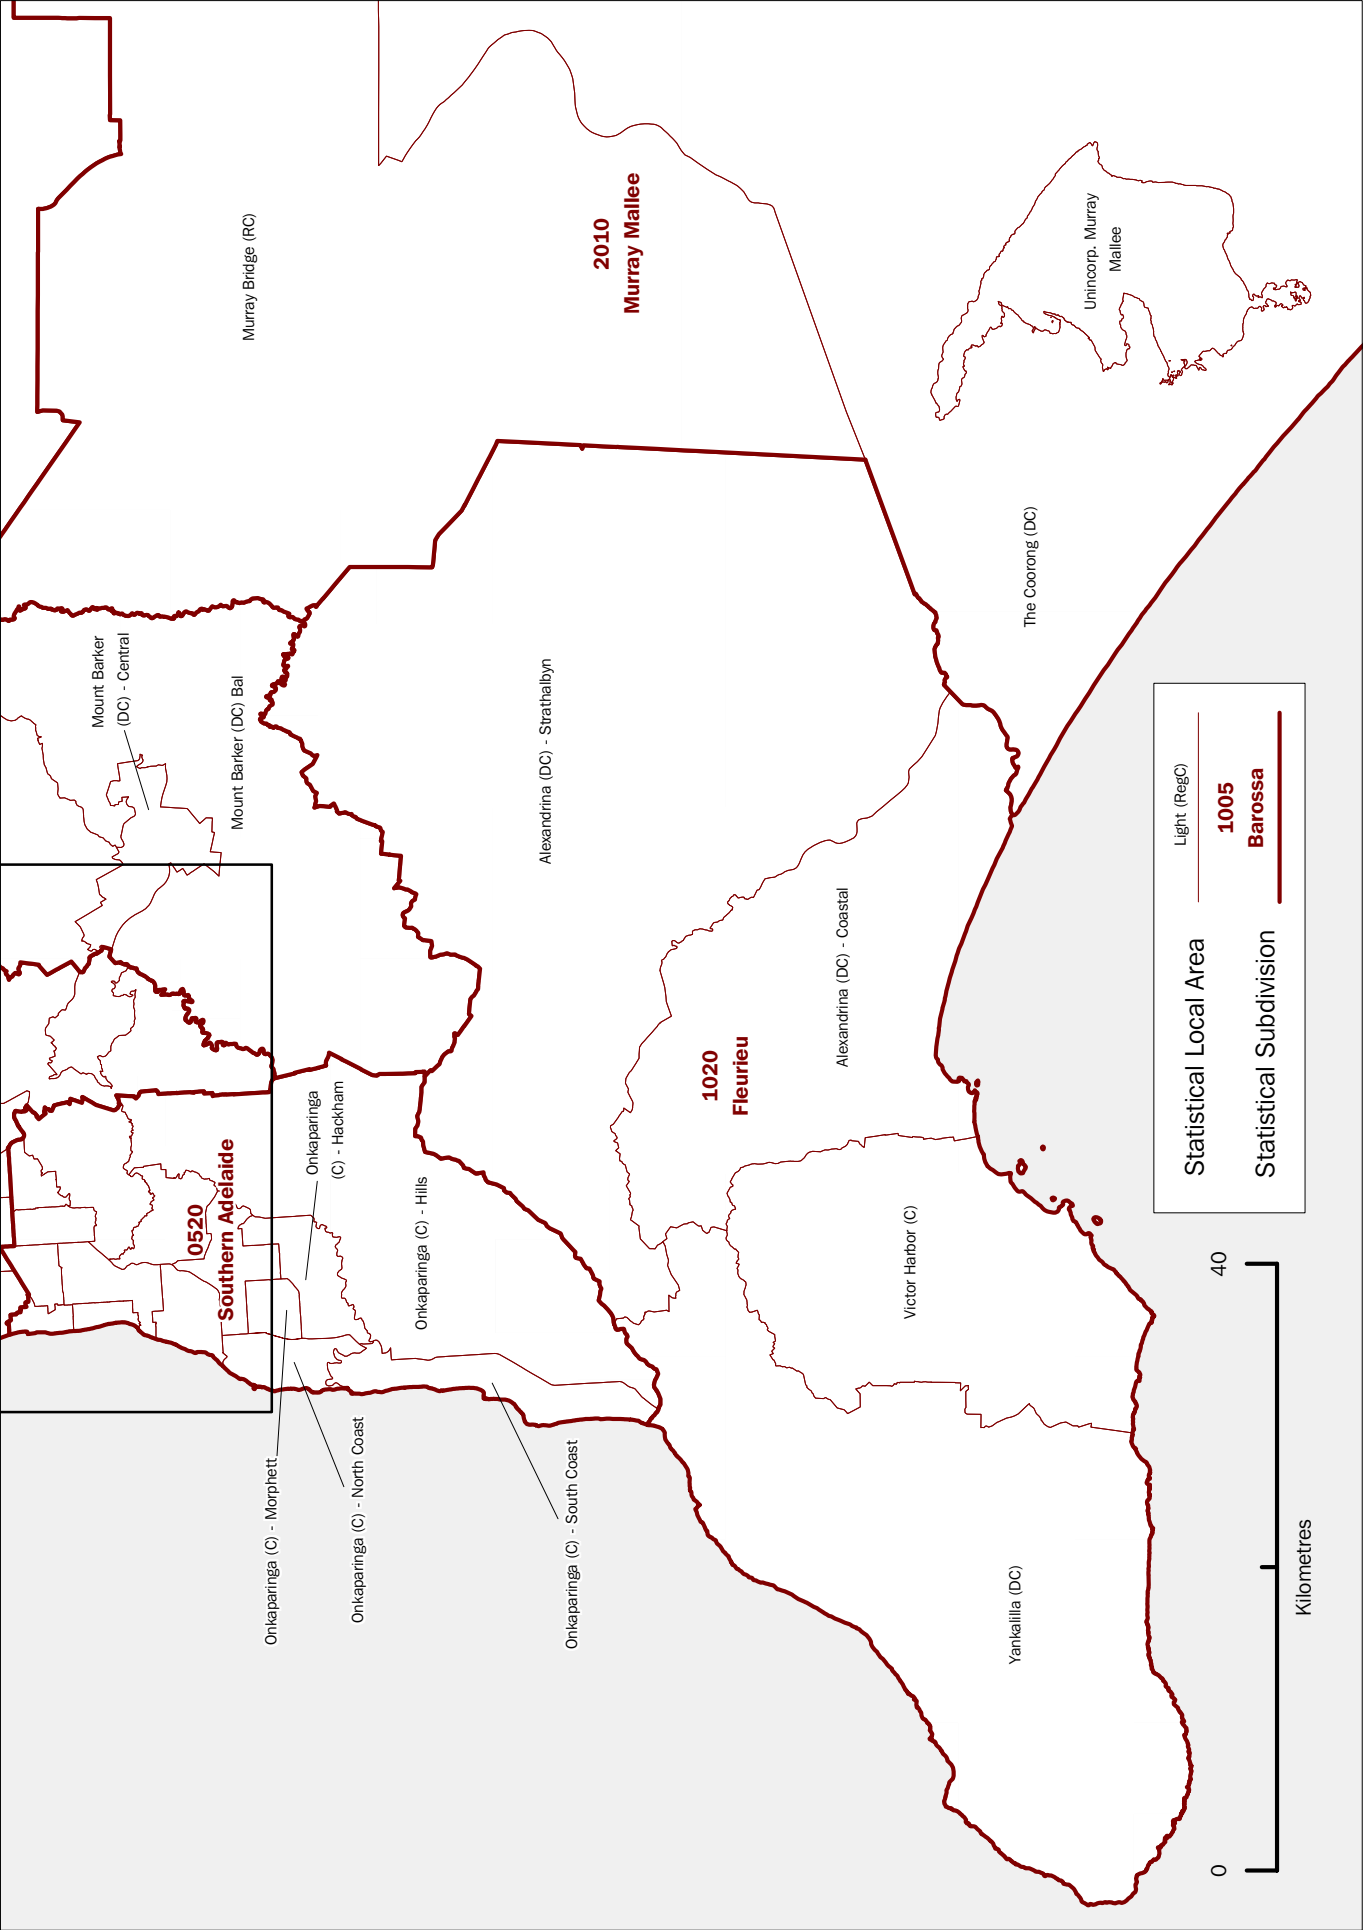 Onkaparinga (C) - Morphett
Onkaparinga (C) - North Coast
Onkaparinga (C) - South Coast
0520
Southern Adelaide
Onkaparinga
(C) - Hackham
Onkaparinga (C) - Hills
Mount Barker
(DC) - Central
Mount Barker (DC) Bal
Murray Bridge (RC)
2010
Murray Mallee
Alexandrina (DC) - Strathalbyn
Alexandrina (DC) - Coastal
1020
Fleurieu
Victor Harbor (C)
Yankalilla (DC)
The Coorong (DC)
Unincorp. Murray
Mallee
Statistical Local Area
Light (RegC)
Statistical Subdivision
1005
Barossa
0
40
Kilometres